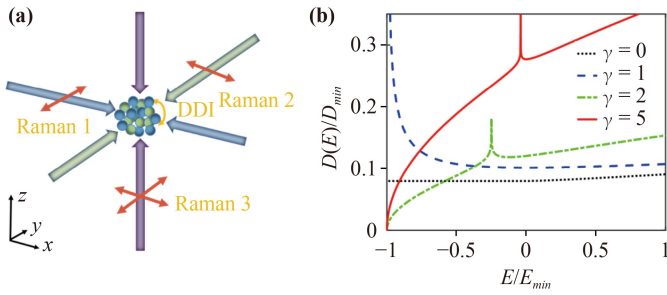 (a)
Raman 1
DDI
Raman 2
Raman 3
z
y
x
(b)
D(E)/D_min
0.3
0.2
0.1
0
−1
−0.5
0
0.5
1
E/E_min
γ = 0
γ = 1
γ = 2
γ = 5